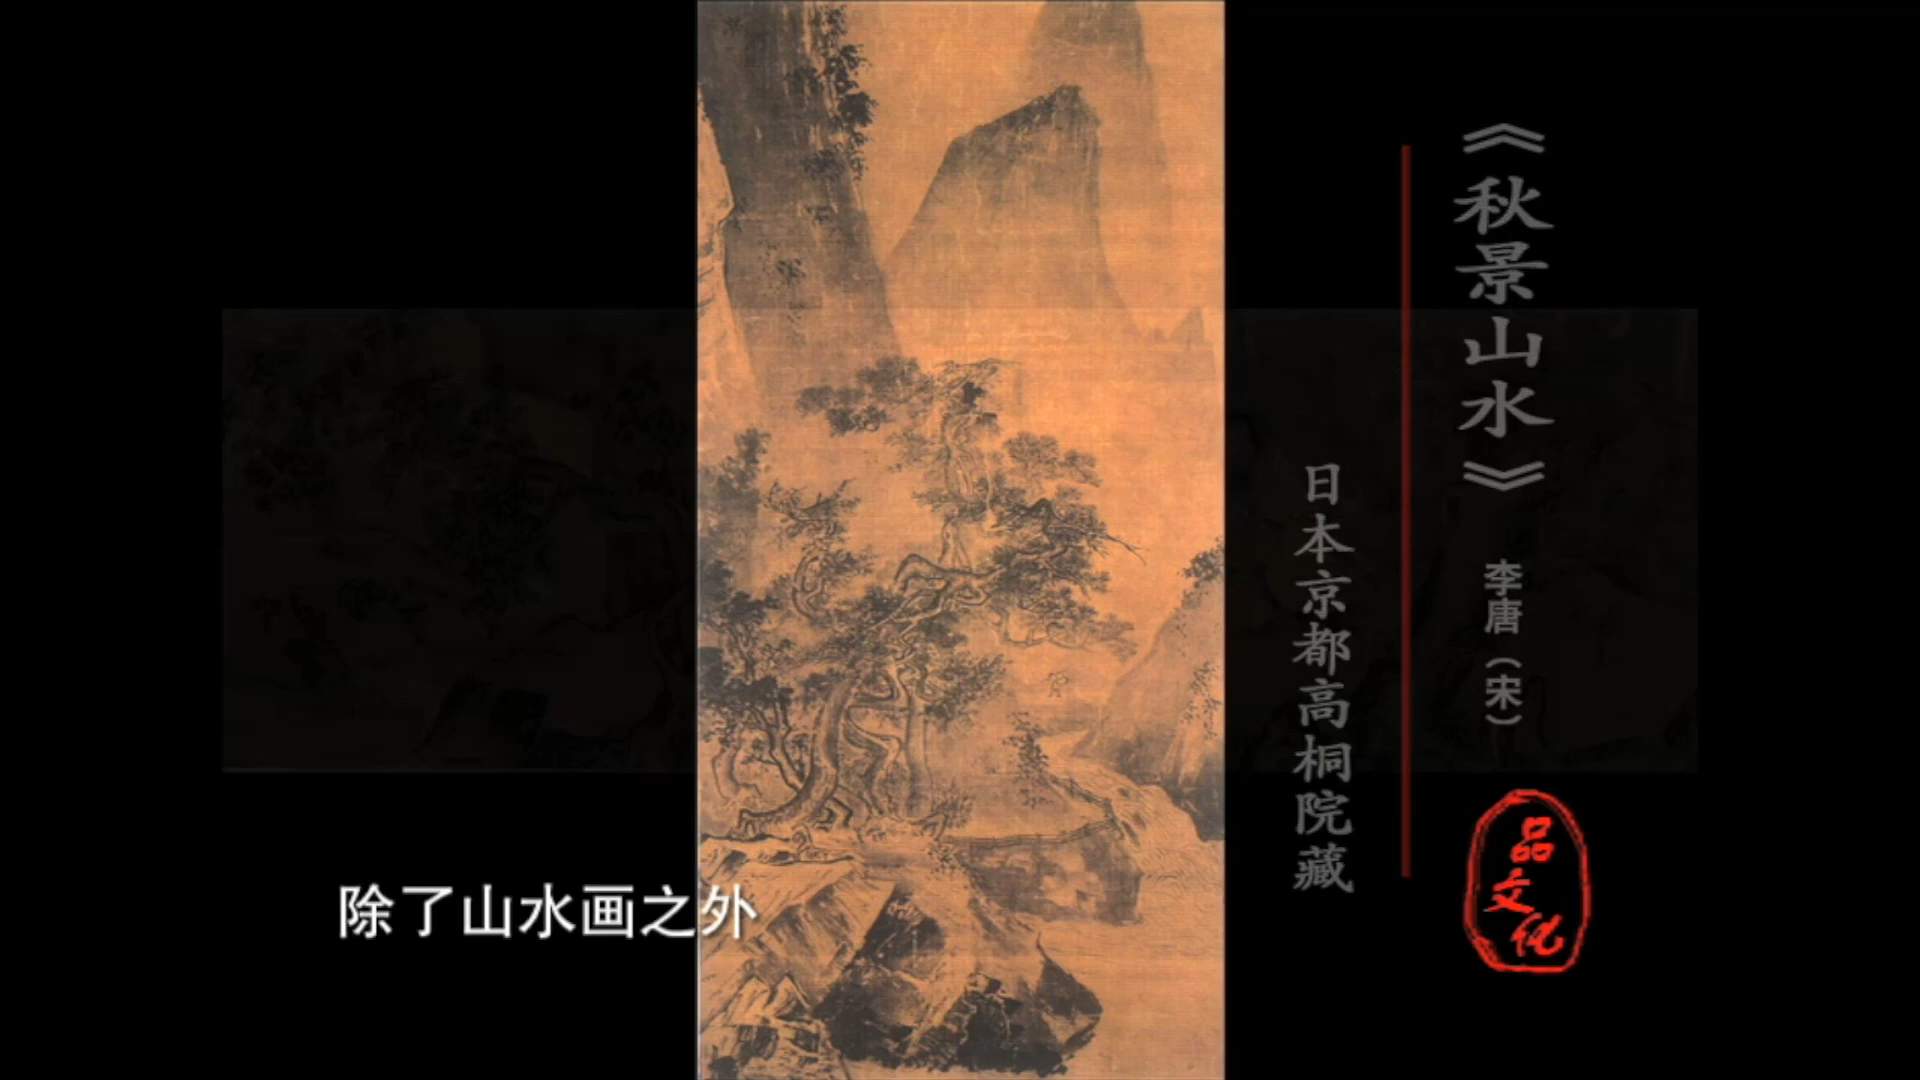 《秋景山水》 李唐（宋）
日本京都高桐院藏
品文化
除了山水画之外